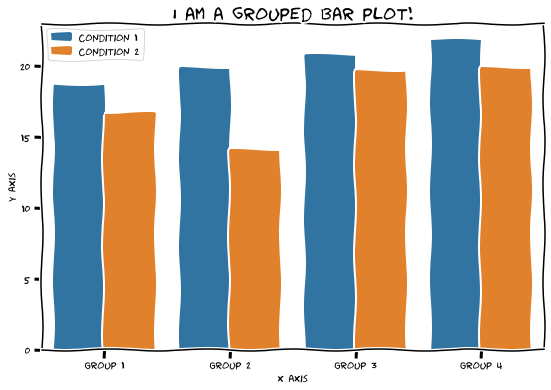 I AM A GROUPED BAR PLOT!
CONDITION 1
CONDITION 2
20
15
10
5
0
Y AXIS
GROUP 1 GROUP 2 GROUP 3 GROUP 4
X AXIS